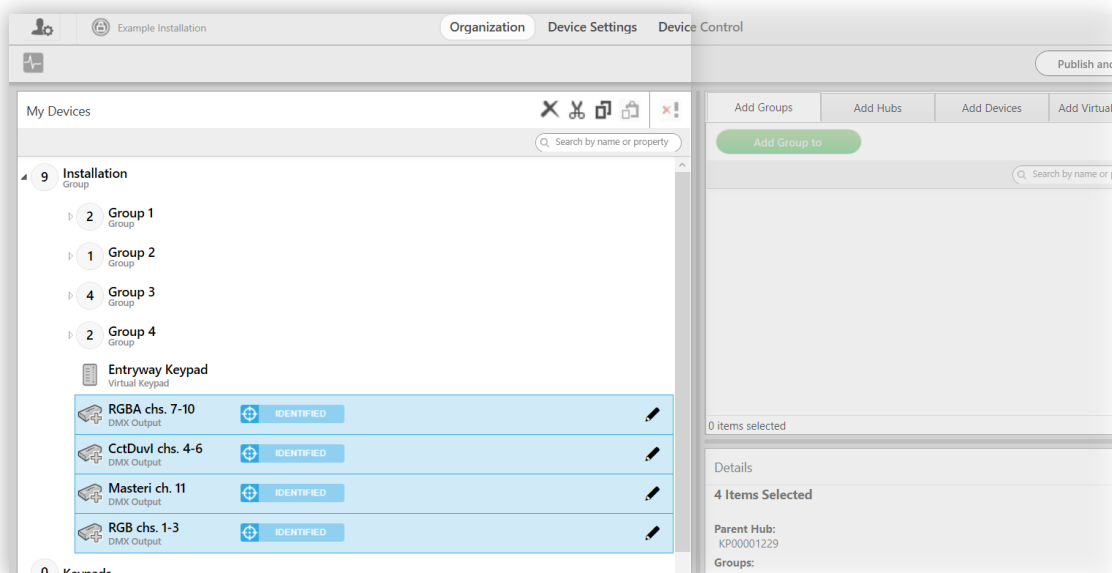 Example Installation
Organization
Device Settings
Device Control
Publish and
My Devices
Search by name or property
9
Installation
Group
2
Group 1
Group
1
Group 2
Group
4
Group 3
Group
2
Group 4
Group
Entryway Keypad
Virtual Keypad
RGBA chs. 7-10
DMX Output
IDENTIFIED
CctDuvI chs. 4-6
DMX Output
IDENTIFIED
Masteri ch. 11
DMX Output
IDENTIFIED
RGB chs. 1-3
DMX Output
IDENTIFIED
0
Keypads
Add Groups
Add Hubs
Add Devices
Add Virtual
Add Group to
Search by name or p
0 items selected
Details
4 Items Selected
Parent Hub:
KP00001229
Groups: